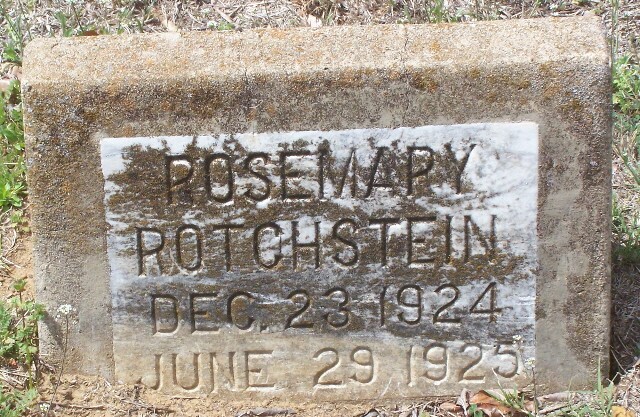 ROSEMARY
ROTCHSTEIN
DEC. 23 1924
JUNE 29 1925